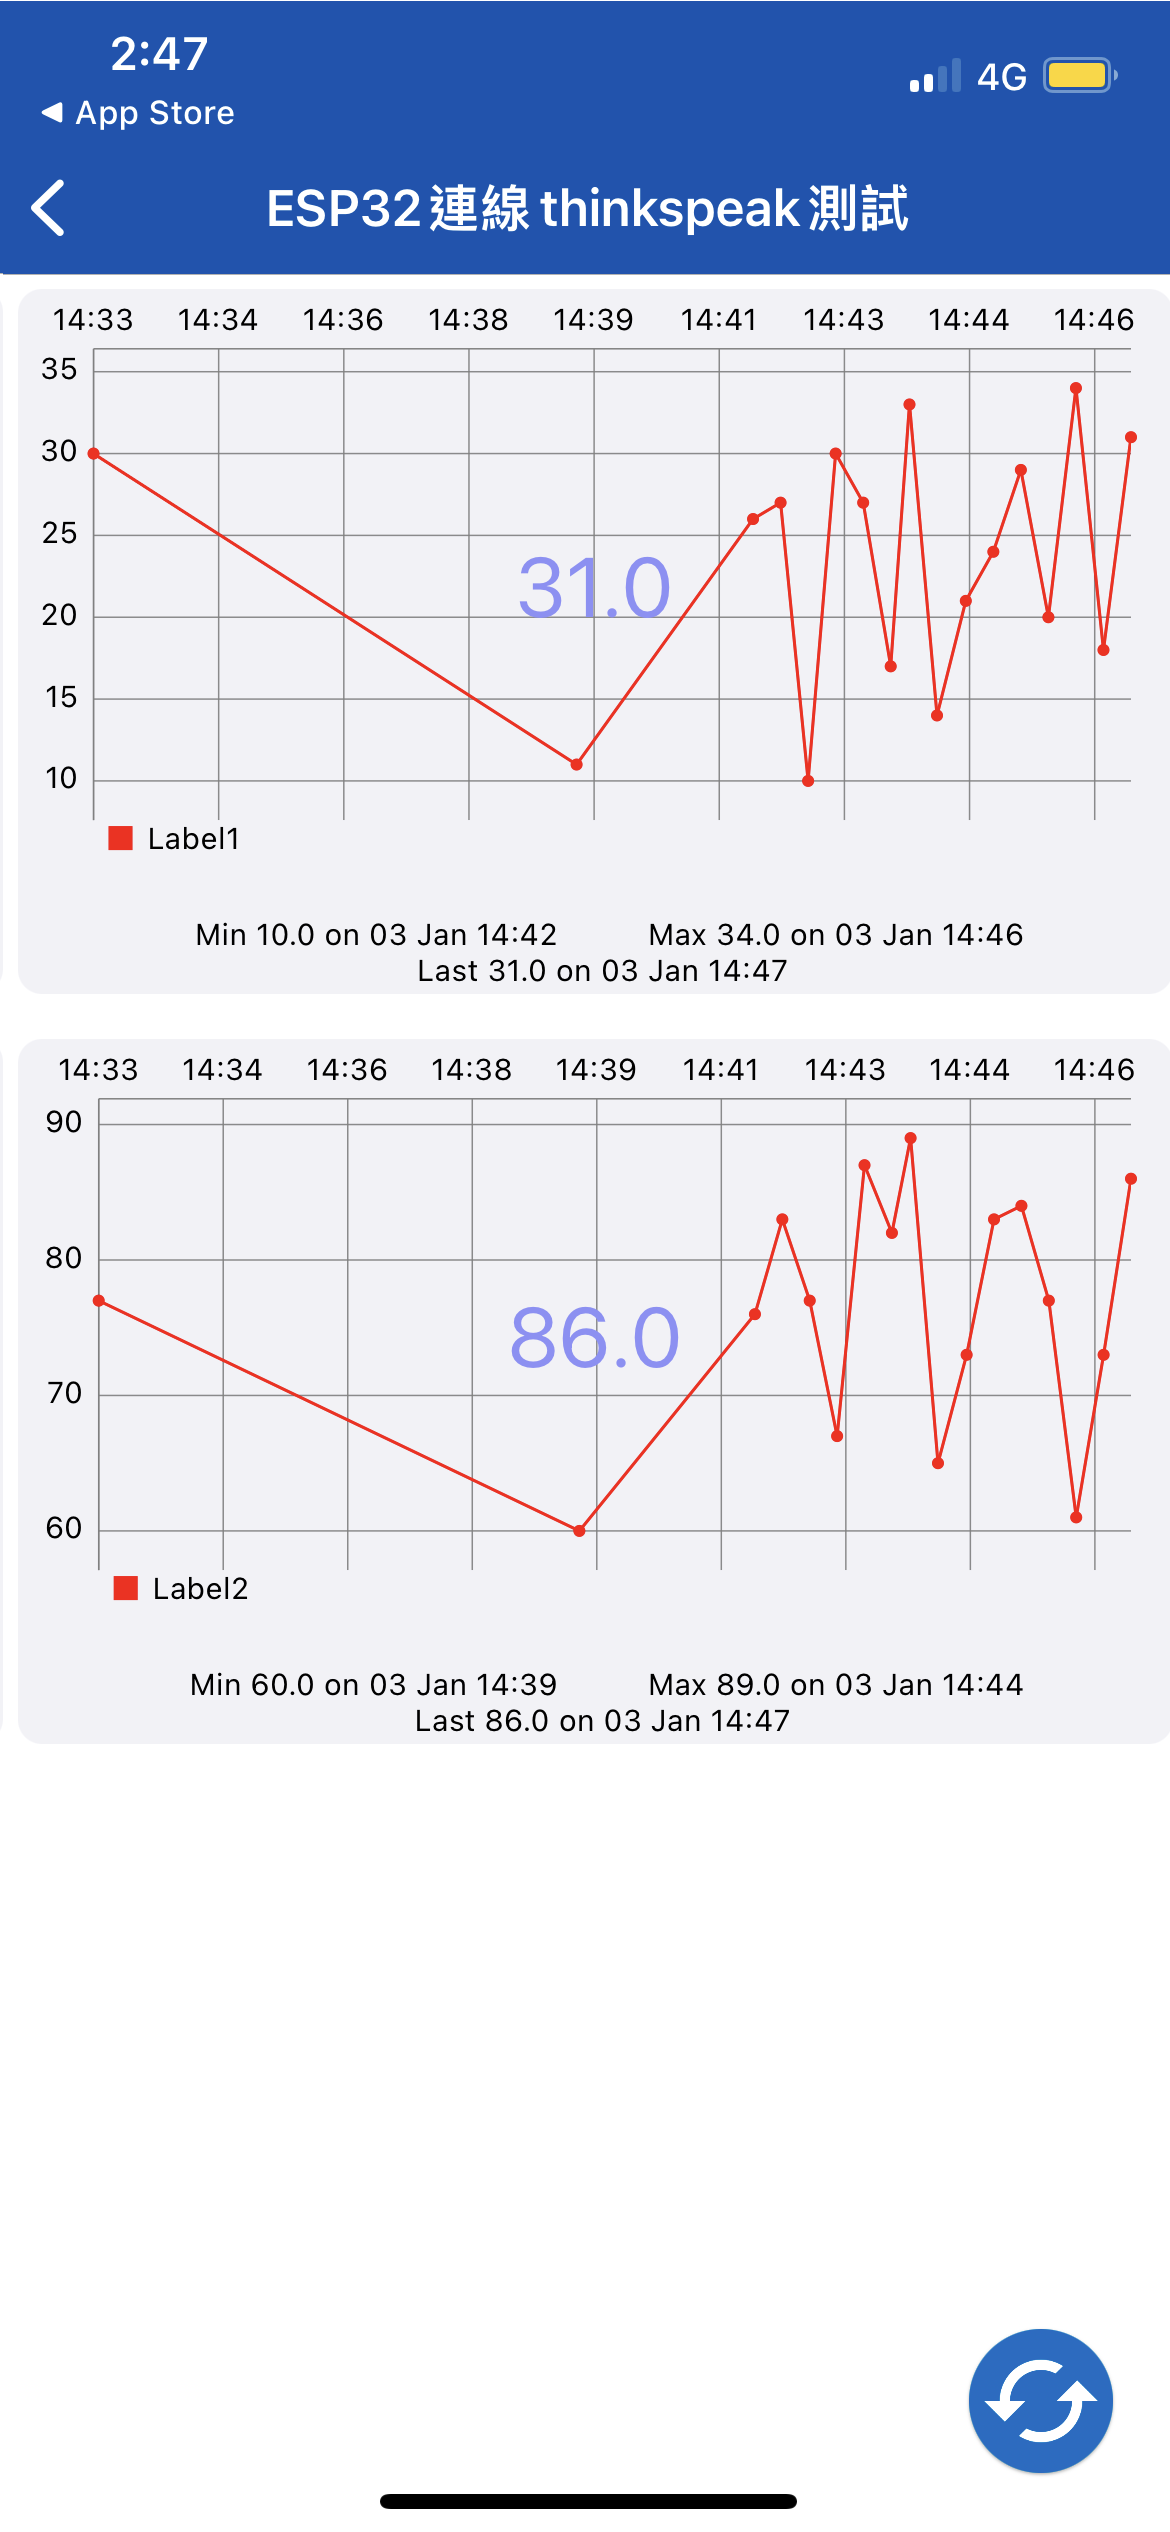 2:47
4G
◀ App Store
ESP32連線thinkspeak測試
14:33 14:34 14:36 14:38 14:39 14:41 14:43 14:44 14:46
35
30
25
31.0
20
15
10
Label1
Min 10.0 on 03 Jan 14:42 Max 34.0 on 03 Jan 14:46
Last 31.0 on 03 Jan 14:47
14:33 14:34 14:36 14:38 14:39 14:41 14:43 14:44 14:46
90
80
86.0
70
60
Label2
Min 60.0 on 03 Jan 14:39 Max 89.0 on 03 Jan 14:44
Last 86.0 on 03 Jan 14:47